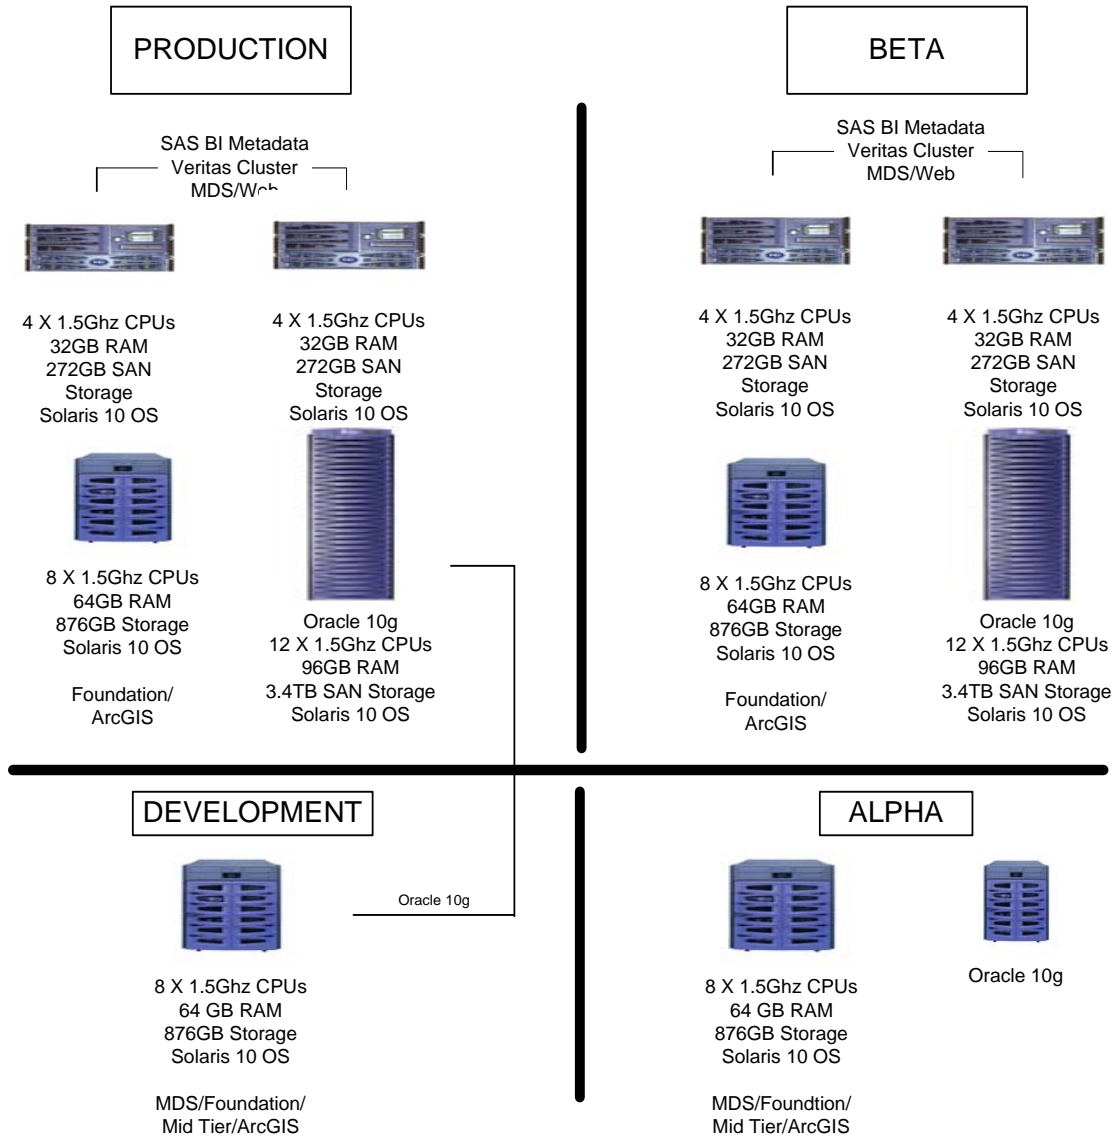 PRODUCTION
SAS BI Metadata
Veritas Cluster
MDS/Web
4 X 1.5Ghz CPUs
32GB RAM
272GB SAN
Storage
Solaris 10 OS
4 X 1.5Ghz CPUs
32GB RAM
272GB SAN
Storage
Solaris 10 OS
8 X 1.5Ghz CPUs
64GB RAM
876GB Storage
Solaris 10 OS
Foundation/
ArcGIS
Oracle 10g
12 X 1.5Ghz CPUs
96GB RAM
3.4TB SAN Storage
Solaris 10 OS
BETA
SAS BI Metadata
Veritas Cluster
MDS/Web
4 X 1.5Ghz CPUs
32GB RAM
272GB SAN
Storage
Solaris 10 OS
4 X 1.5Ghz CPUs
32GB RAM
272GB SAN
Storage
Solaris 10 OS
8 X 1.5Ghz CPUs
64GB RAM
876GB Storage
Solaris 10 OS
Foundation/
ArcGIS
Oracle 10g
12 X 1.5Ghz CPUs
96GB RAM
3.4TB SAN Storage
Solaris 10 OS
DEVELOPMENT
Oracle 10g
8 X 1.5Ghz CPUs
64 GB RAM
876GB Storage
Solaris 10 OS
MDS/Foundation/
Mid Tier/ArcGIS
ALPHA
8 X 1.5Ghz CPUs
64 GB RAM
876GB Storage
Solaris 10 OS
MDS/Foundtion/
Mid Tier/ArcGIS
Oracle 10g